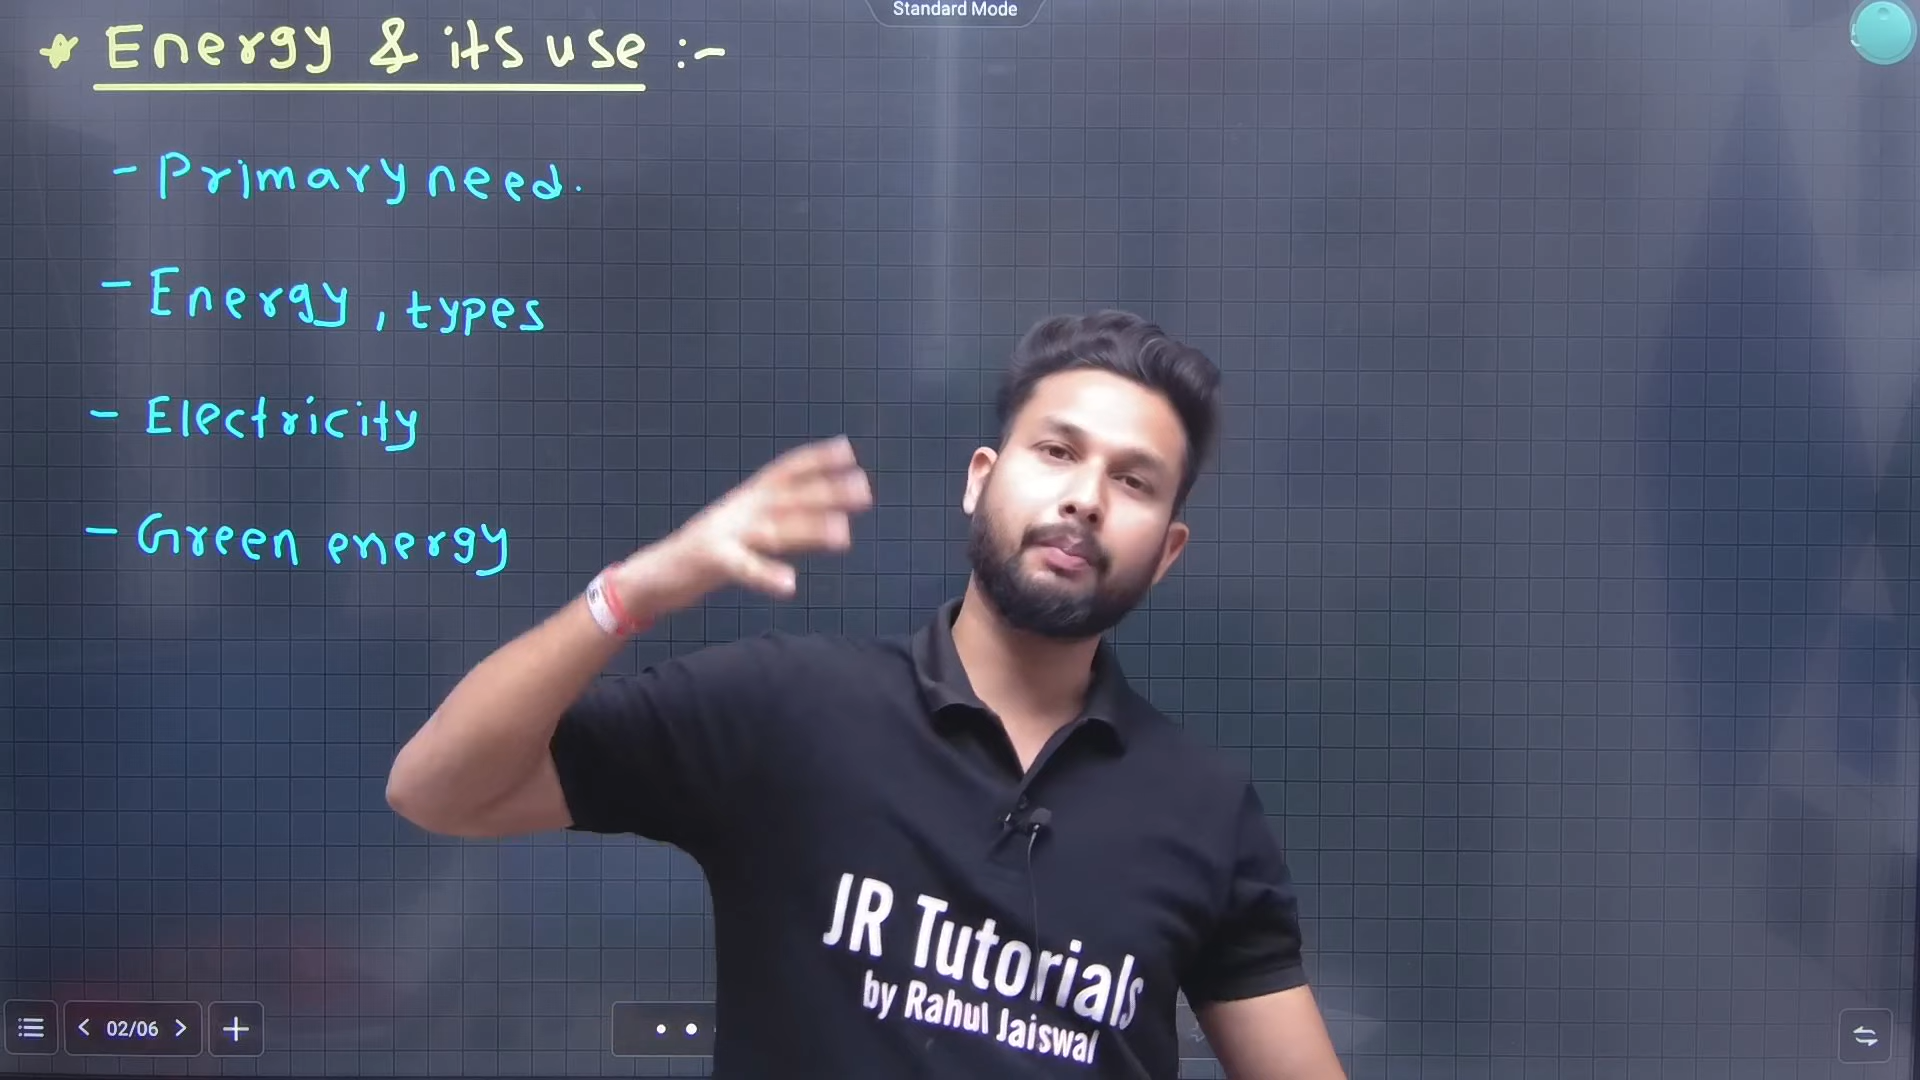 Standard Mode
* Energy & its use :-
- Primary need.
- Energy, types
- Electricity
- Green energy
JR Tutorials
by Rahul Jaiswal
02/06